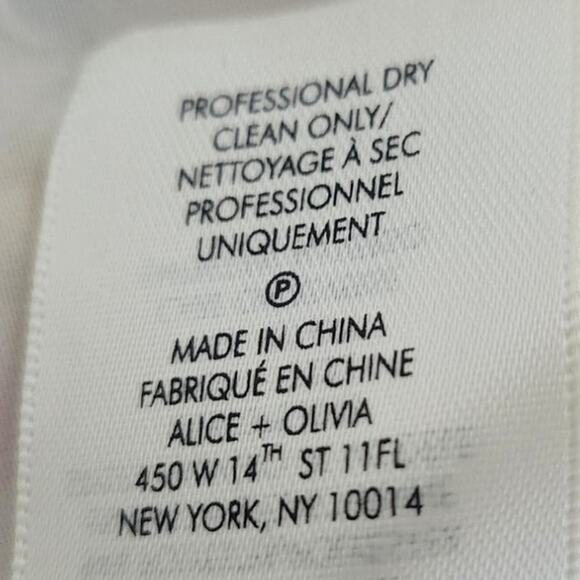 PROFESSIONAL DRY
CLEAN ONLY/
NETTOYAGE À SEC
PROFESSIONNEL
UNIQUEMENT
P
MADE IN CHINA
FABRIQUÉ EN CHINE
ALICE + OLIVIA
450 W 14TH ST 11FL
NEW YORK, NY 10014